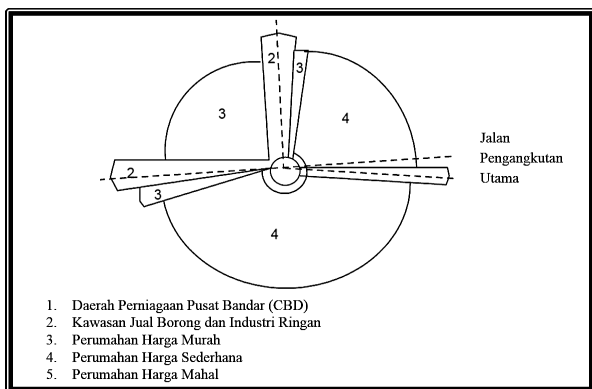 2
3
3
4
Jalan
Pengangkutan
2
Utama
3
4
1. Daerah Perniagaan Pusat Bandar (CBD)
2. Kawasan Jual Borong dan Industri Ringan
3. Perumahan Harga Murah
4. Perumahan Harga Sederhana
5. Perumahan Harga Mahal